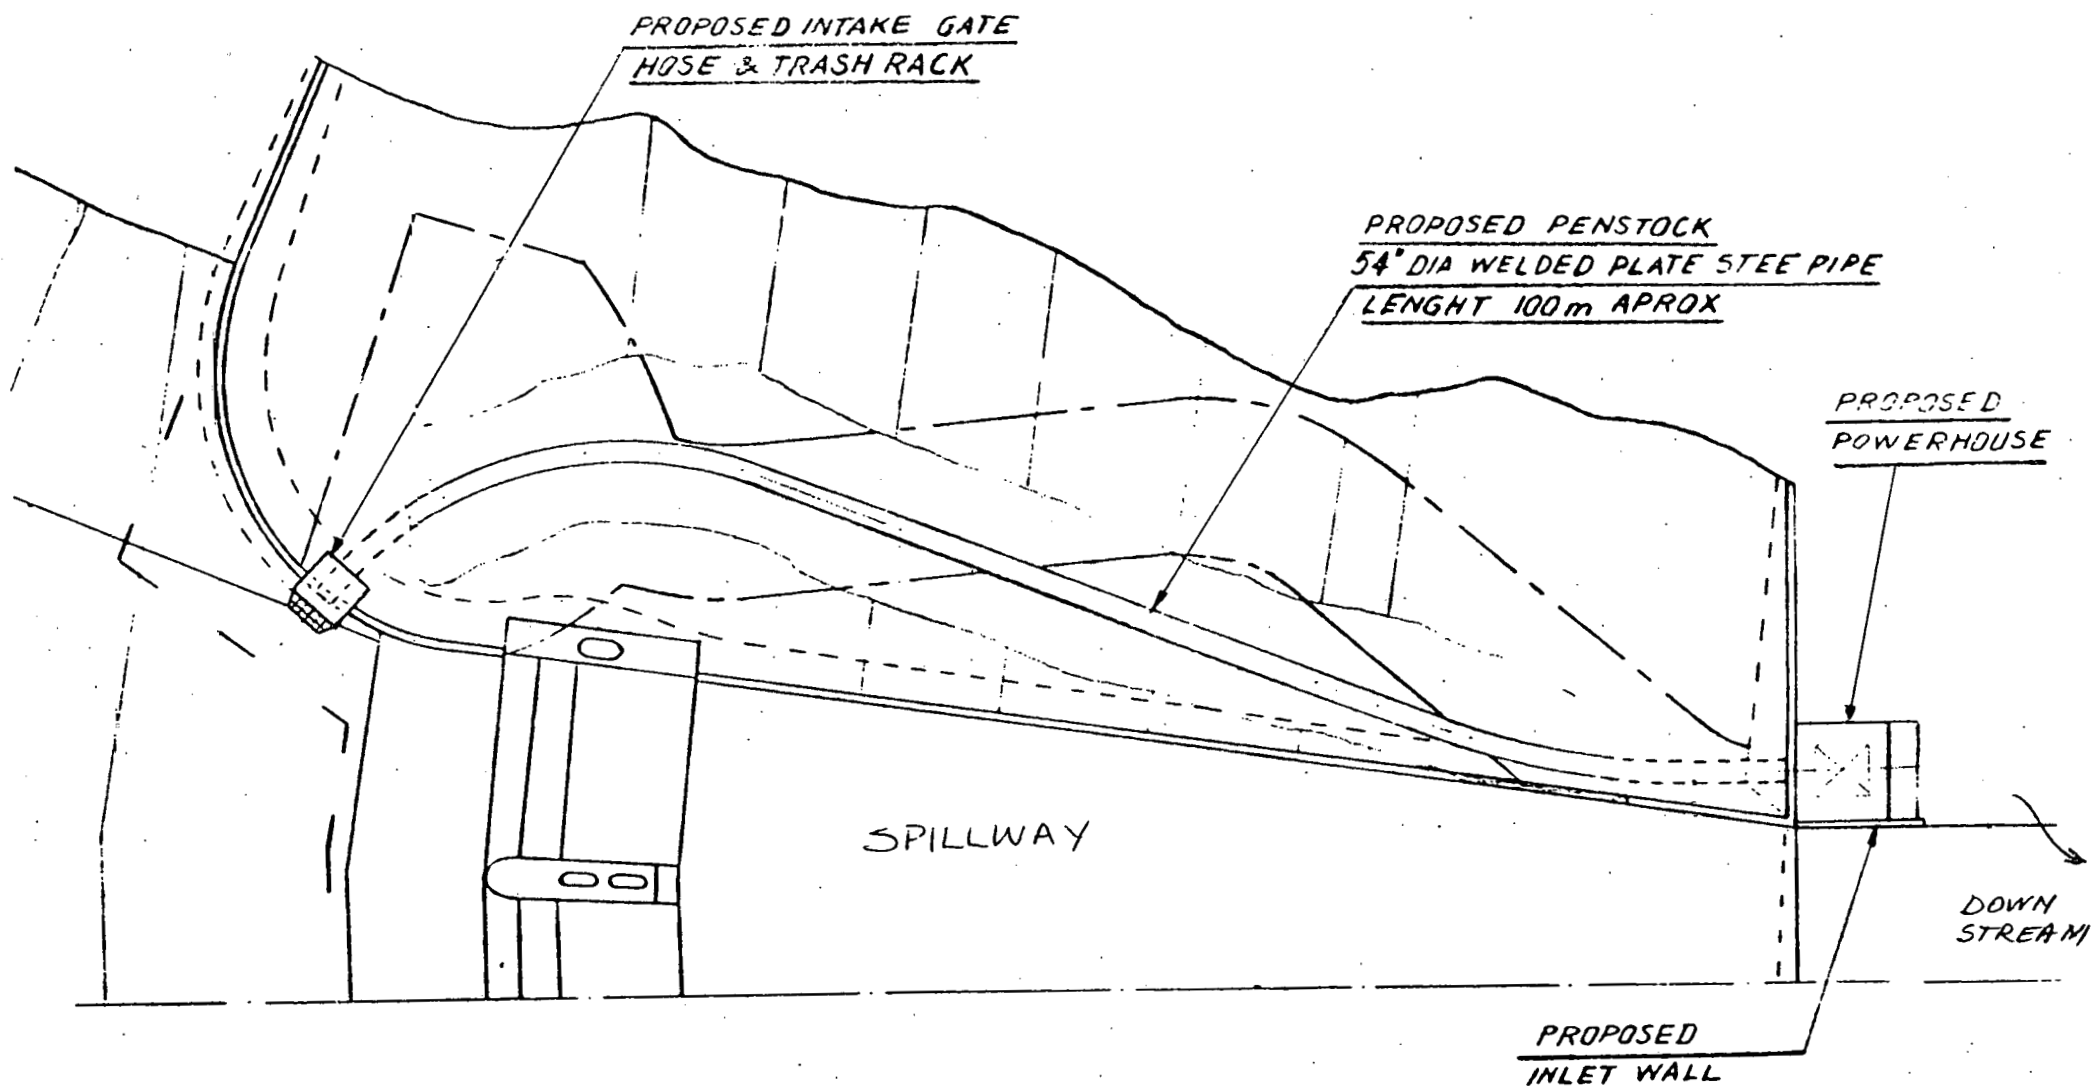 PROPOSED INTAKE GATE
HOSE & TRASH RACK
PROPOSED PENSTOCK
54" DIA WELDED PLATE STEE PIPE
LENGHT 100m APROX
PROPOSED
POWERHOUSE
SPILLWAY
DOWN
STREAM
PROPOSED
INLET WALL